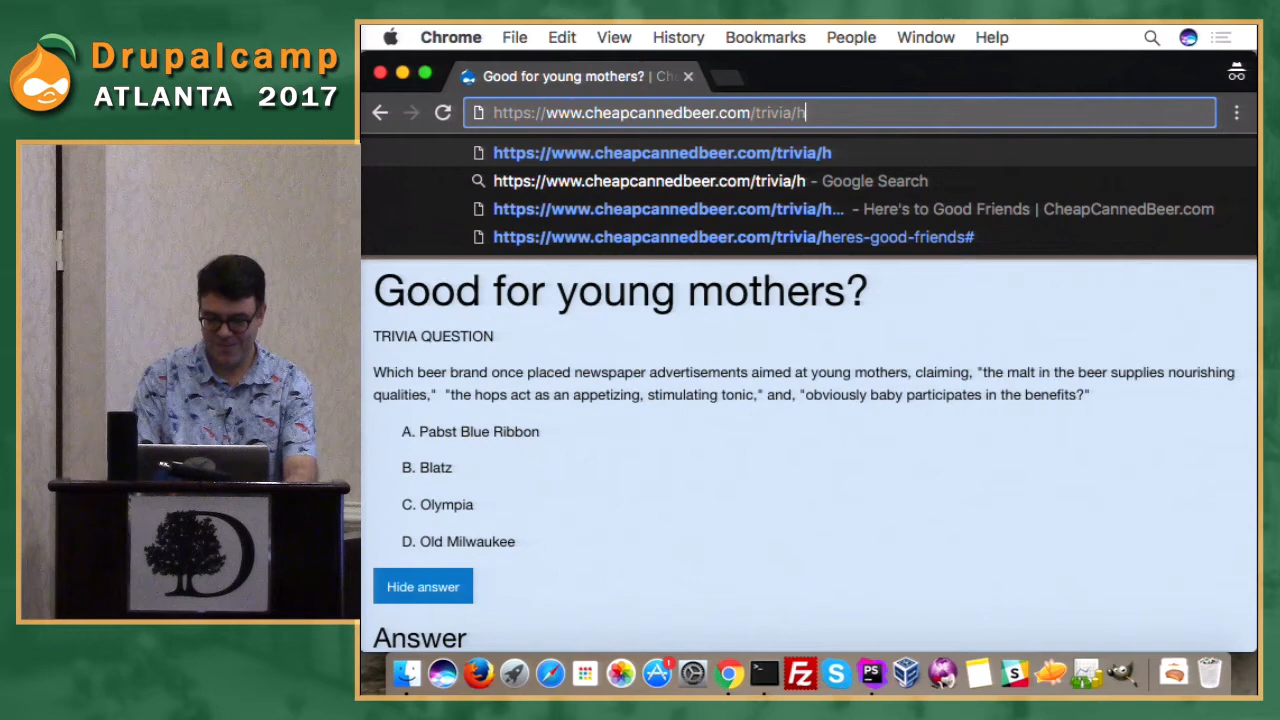 Drupalcamp
ATLANTA 2017
Chrome File Edit View History Bookmarks People Window Help
Good for young mothers? | Ch
https://www.cheapcannedbeer.com/trivia/h
https://www.cheapcannedbeer.com/trivia/h
https://www.cheapcannedbeer.com/trivia/h - Google Search
https://www.cheapcannedbeer.com/trivia/h... - Here's to Good Friends | CheapCannedBeer.com
https://www.cheapcannedbeer.com/trivia/heres-good-friends#
Good for young mothers?
TRIVIA QUESTION
Which beer brand once placed newspaper advertisements aimed at young mothers, claiming, "the malt in the beer supplies nourishing
qualities," "the hops act as an appetizing, stimulating tonic," and, "obviously baby participates in the benefits?"
A. Pabst Blue Ribbon
B. Blatz
C. Olympia
D. Old Milwaukee
Hide answer
Answer
1
FZ
S
PS
D